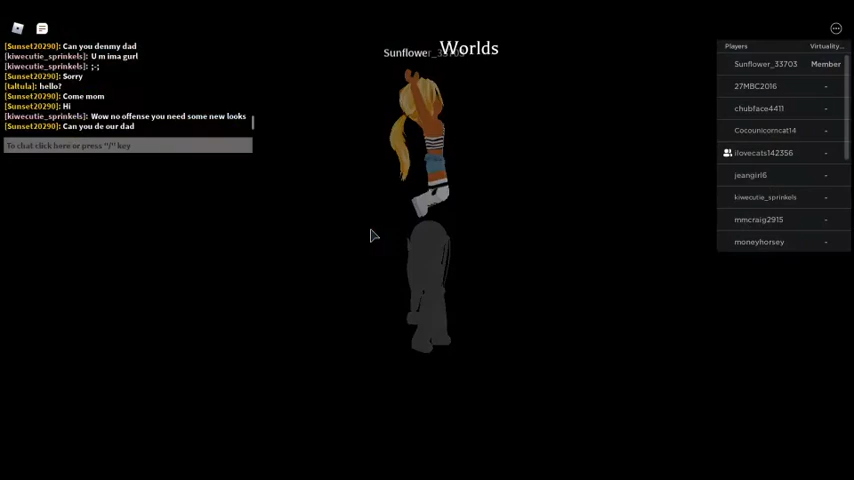 [Sunset20290]: Can you denmy dad
[kiwecutie_sprinkels]: U m ima gurl
[kiwecutie_sprinkels]: ;-;
[Sunset20290]: Sorry
[taltula]: hello?
[Sunset20290]: Come mom
[Sunset20290]: Hi
[kiwecutie_sprinkels]: Wow no offense you need some new looks
[Sunset20290]: Can you de our dad
To chat click here or press "/" key
Sunflower_33703
Worlds
Players Virtuality...
Sunflower_33703 Member
27MBC2016 -
chubface4411 -
Cocounicorncat14 -
ilovecats142356 -
jeangirl6 -
kiwecutie_sprinkels -
mmcraig2915 -
moneyhorsey -